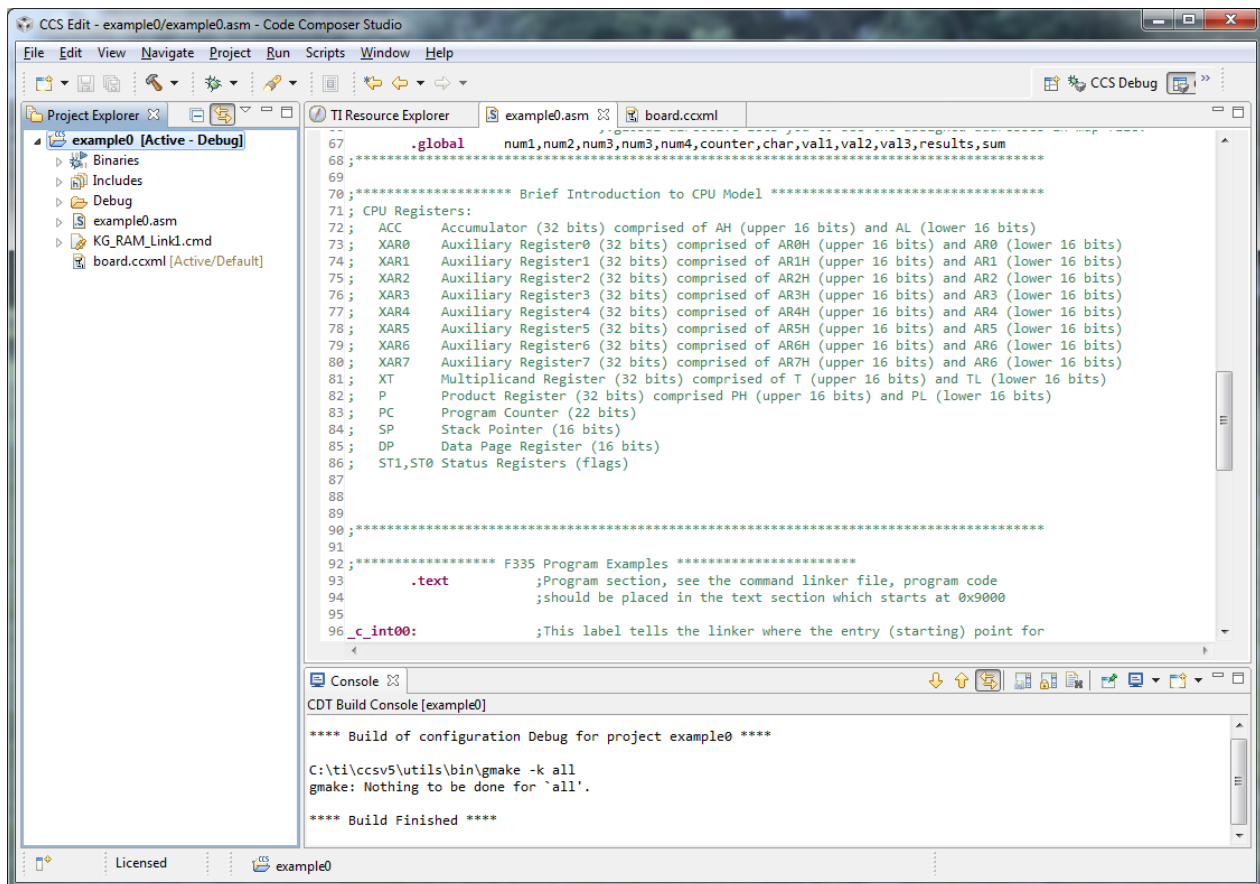 CCS Edit - example0/example0.asm - Code Composer Studio
File Edit View Navigate Project Run Scripts Window Help
CCS Debug
Project Explorer
example0 [Active - Debug]
Binaries
Includes
Debug
example0.asm
KG_RAM_Link1.cmd
board.ccxml [Active/Default]
TI Resource Explorer example0.asm board.ccxml
67 .global num1,num2,num3,num3,num4,counter,char,val1,val2,val3,results,sum
68 ;****************************************************************************************
69
70 ;******************** Brief Introduction to CPU Model ***********************************
71 ; CPU Registers:
72 ; ACC Accumulator (32 bits) comprised of AH (upper 16 bits) and AL (lower 16 bits)
73 ; XAR0 Auxiliary Register0 (32 bits) comprised of AR0H (upper 16 bits) and AR0 (lower 16 bits)
74 ; XAR1 Auxiliary Register1 (32 bits) comprised of AR1H (upper 16 bits) and AR1 (lower 16 bits)
75 ; XAR2 Auxiliary Register2 (32 bits) comprised of AR2H (upper 16 bits) and AR2 (lower 16 bits)
76 ; XAR3 Auxiliary Register3 (32 bits) comprised of AR3H (upper 16 bits) and AR3 (lower 16 bits)
77 ; XAR4 Auxiliary Register4 (32 bits) comprised of AR4H (upper 16 bits) and AR4 (lower 16 bits)
78 ; XAR5 Auxiliary Register5 (32 bits) comprised of AR5H (upper 16 bits) and AR5 (lower 16 bits)
79 ; XAR6 Auxiliary Register6 (32 bits) comprised of AR6H (upper 16 bits) and AR6 (lower 16 bits)
80 ; XAR7 Auxiliary Register7 (32 bits) comprised of AR7H (upper 16 bits) and AR6 (lower 16 bits)
81 ; XT Multiplicand Register (32 bits) comprised of T (upper 16 bits) and TL (lower 16 bits)
82 ; P Product Register (32 bits) comprised PH (upper 16 bits) and PL (lower 16 bits)
83 ; PC Program Counter (22 bits)
84 ; SP Stack Pointer (16 bits)
85 ; DP Data Page Register (16 bits)
86 ; ST1,ST0 Status Registers (flags)
87
88
89
90 ;****************************************************************************************
91
92 ;****************** F335 Program Examples ***********************
93 .text ;Program section, see the command linker file, program code
94 ;should be placed in the text section which starts at 0x9000
95
96 _c_int00: ;This label tells the linker where the entry (starting) point for
Console
CDT Build Console [example0]
**** Build of configuration Debug for project example0 ****
C:\ti\ccsv5\utils\bin\gmake -k all
gmake: Nothing to be done for `all'.
**** Build Finished ****
Licensed
example0